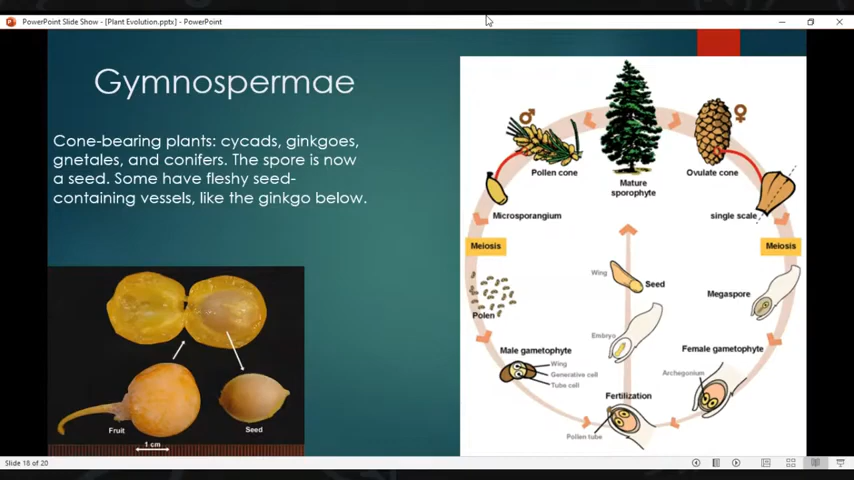 PowerPoint Slide Show - [Plant Evolution.pptx] - PowerPoint
Gymnospermae
Cone-bearing plants: cycads, ginkgoes,
gnetales, and conifers. The spore is now
a seed. Some have fleshy seed-
containing vessels, like the ginkgo below.
Fruit
Seed
1 cm
♂
♀
Pollen cone
Mature
sporophyte
Ovulate cone
Microsporangium
single scale
Meiosis
Meiosis
Wing
Seed
Megaspore
Polen
Embryo
Male gametophyte
Wing
Generative cell
Tube cell
Female gametophyte
Archegonium
Fertilization
Pollen tube
Slide 18 of 20